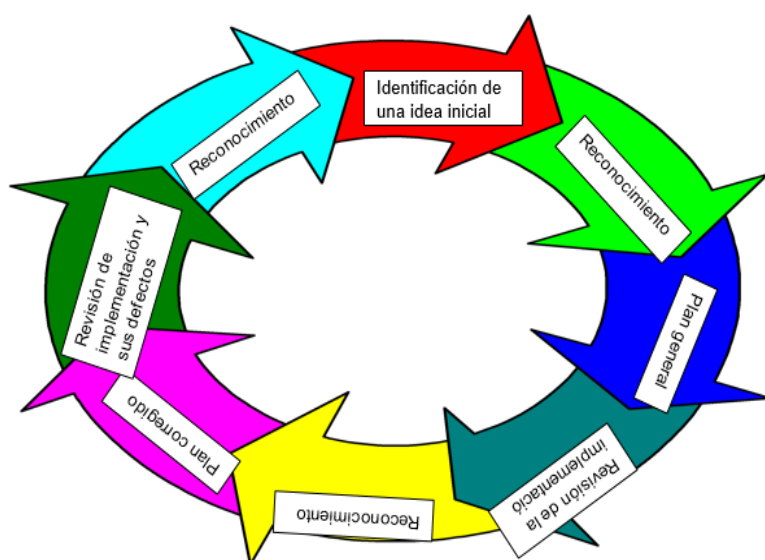 Identificación de
una idea inicial
Reconocimiento
Plan general
Revisión de la
implementació
Reconocimiento
Plan corregido
Revisión de
implementación y
sus defectos
Reconocimiento